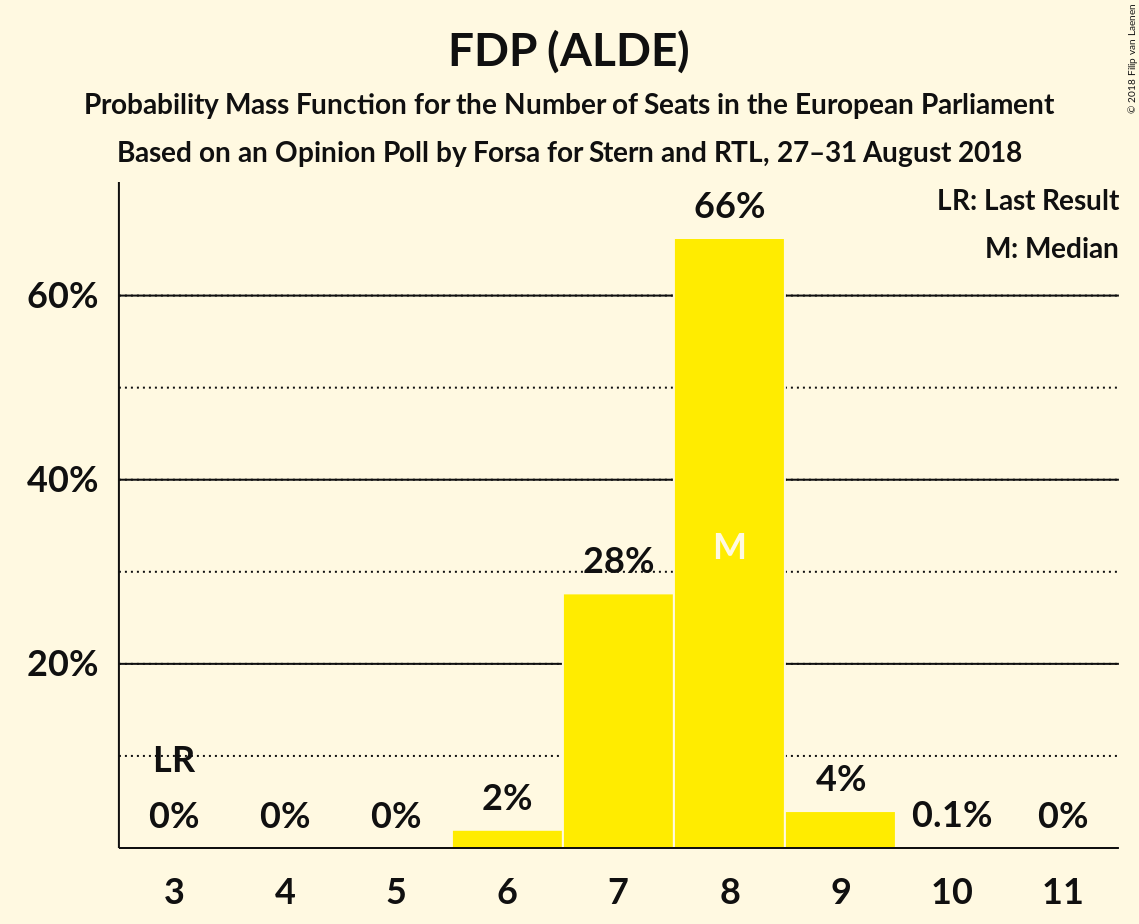 FDP (ALDE)
Probability Mass Function for the Number of Seats in the European Parliament
Based on an Opinion Poll by Forsa for Stern and RTL, 27–31 August 2018
© 2018 Filip van Laenen
LR: Last Result
M: Median
66%
60%
40%
M
28%
20%
LR
0%
0%
0%
2%
4%
0.1%
0%
3 4 5 6 7 8 9 10 11